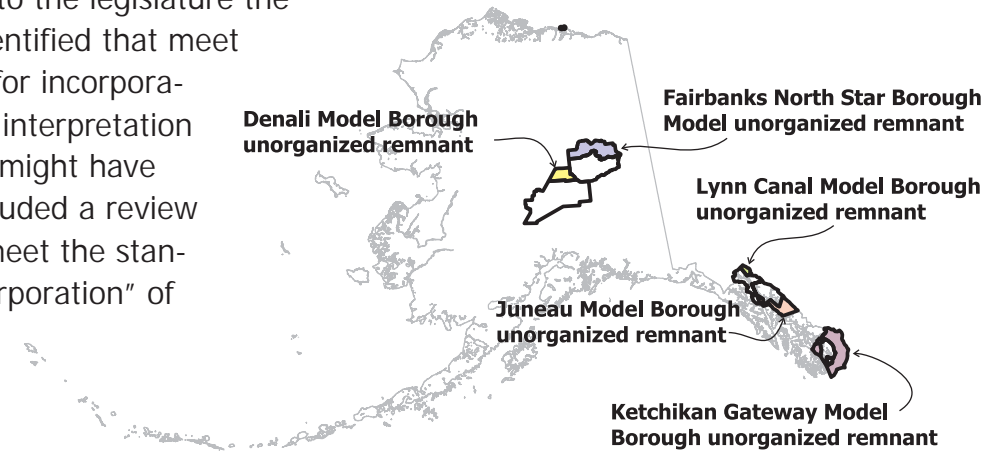 to the legislature the
entified that meet
for incorpora-
interpretation
might have
uded a review
neet the stan-
rporation" of
Denali Model Borough
unorganized remnant
Fairbanks North Star Borough
Model unorganized remnant
Lynn Canal Model Borough
unorganized remnant
Juneau Model Borough
unorganized remnant
Ketchikan Gateway Model
Borough unorganized remnant